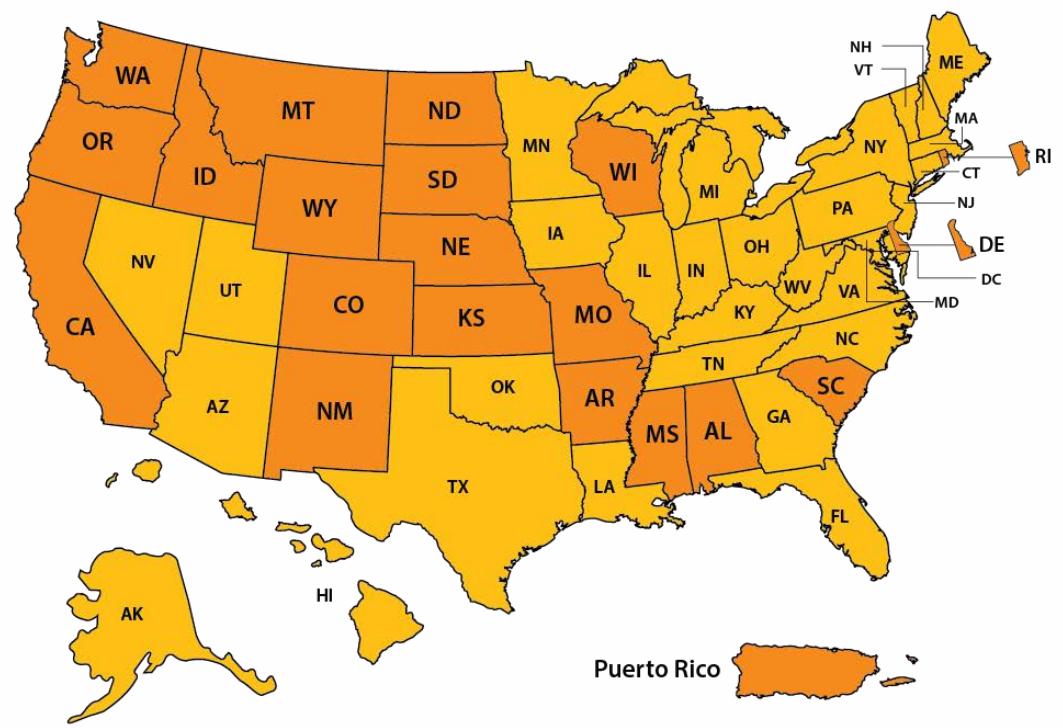 NH
ME
VT
WA
MT
ND
MN
MA
OR
NY
RI
ID
SD
WI
MI
CT
WY
NJ
PA
NE
IA
OH
DE
NV
UT
IL
IN
WV
VA
DC
CO
MD
CA
KS
MO
KY
NC
TN
OK
SC
AZ
NM
AR
GA
MS
AL
TX
LA
FL
HI
AK
Puerto Rico